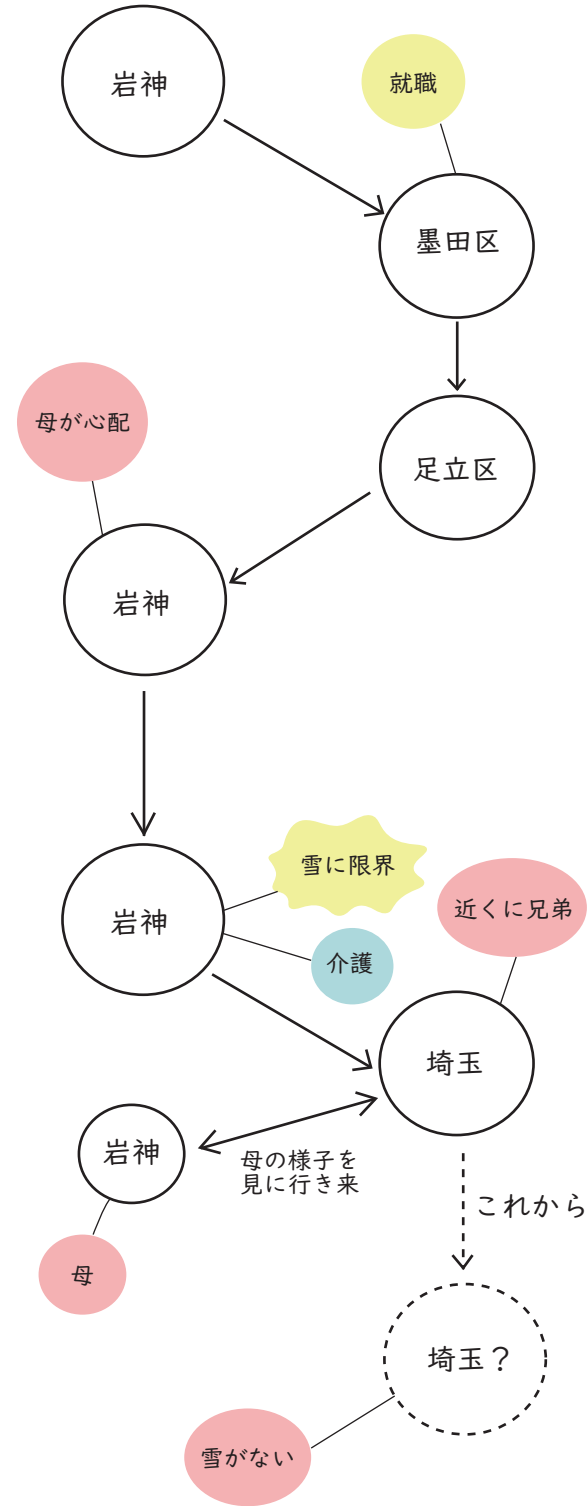 岩神
就職
墨田区
母が心配
足立区
岩神
雪に限界
岩神
近くに兄弟
介護
埼玉
岩神
母の様子を
見に行き来
これから
母
埼玉？
雪がない